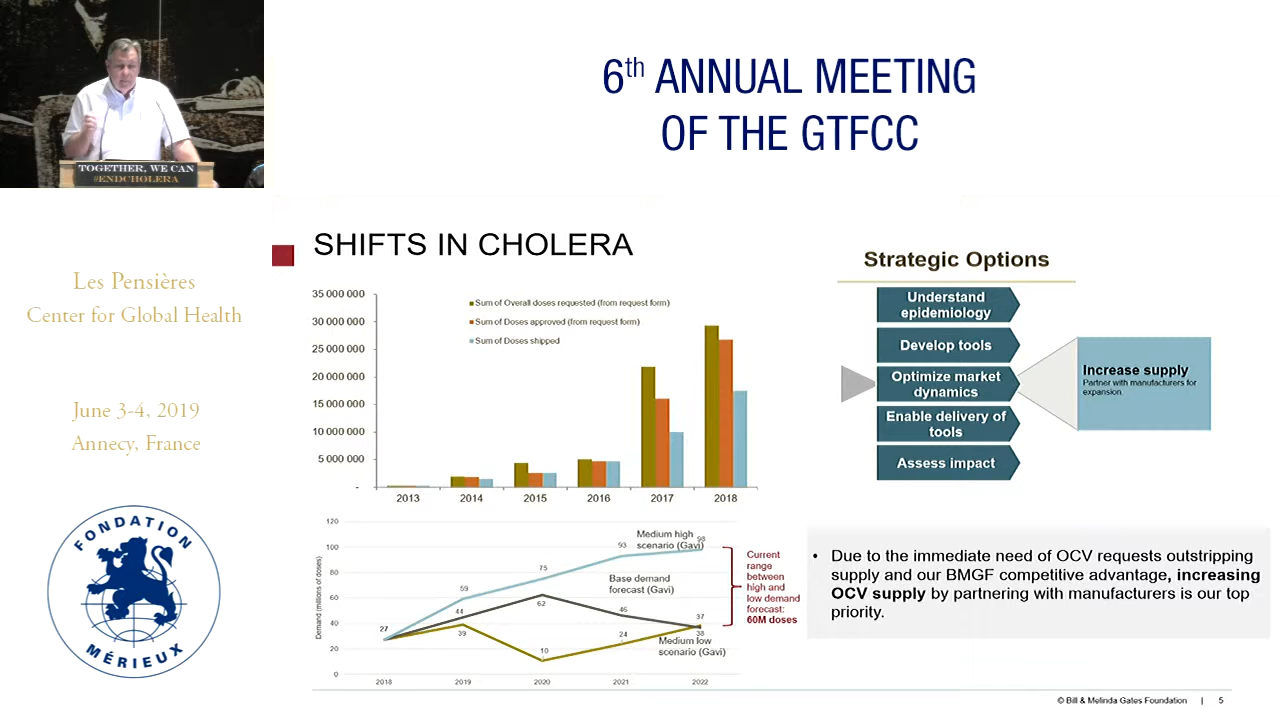 TOGETHER, WE CAN
#ENDCHOLERA
6th ANNUAL MEETING
OF THE GTFCC
Les Pensières
Center for Global Health
June 3-4, 2019
Annecy, France
FONDATION
MÉRIEUX
SHIFTS IN CHOLERA
35 000 000
30 000 000
25 000 000
20 000 000
15 000 000
10 000 000
5 000 000
-
Sum of Overall doses requested (from request form)
Sum of Doses approved (from request form)
Sum of Doses shipped
2013 2014 2015 2016 2017 2018
Strategic Options
Understand
epidemiology
Develop tools
Optimize market
dynamics
Enable delivery of
tools
Assess impact
Increase supply
Partner with manufacturers for
expansion.
Demand (millions of doses)
120
100
80
60
40
20
0
27
59
75
93
98
44
62
46
37
39
10
24
38
Medium high
scenario (Gavi)
Base demand
forecast (Gavi)
Medium low
scenario (Gavi)
2018 2019 2020 2021 2022
Current
range
between
high and
low demand
forecast:
60M doses
• Due to the immediate need of OCV requests outstripping
supply and our BMGF competitive advantage, increasing
OCV supply by partnering with manufacturers is our top
priority.
© Bill & Melinda Gates Foundation | 5